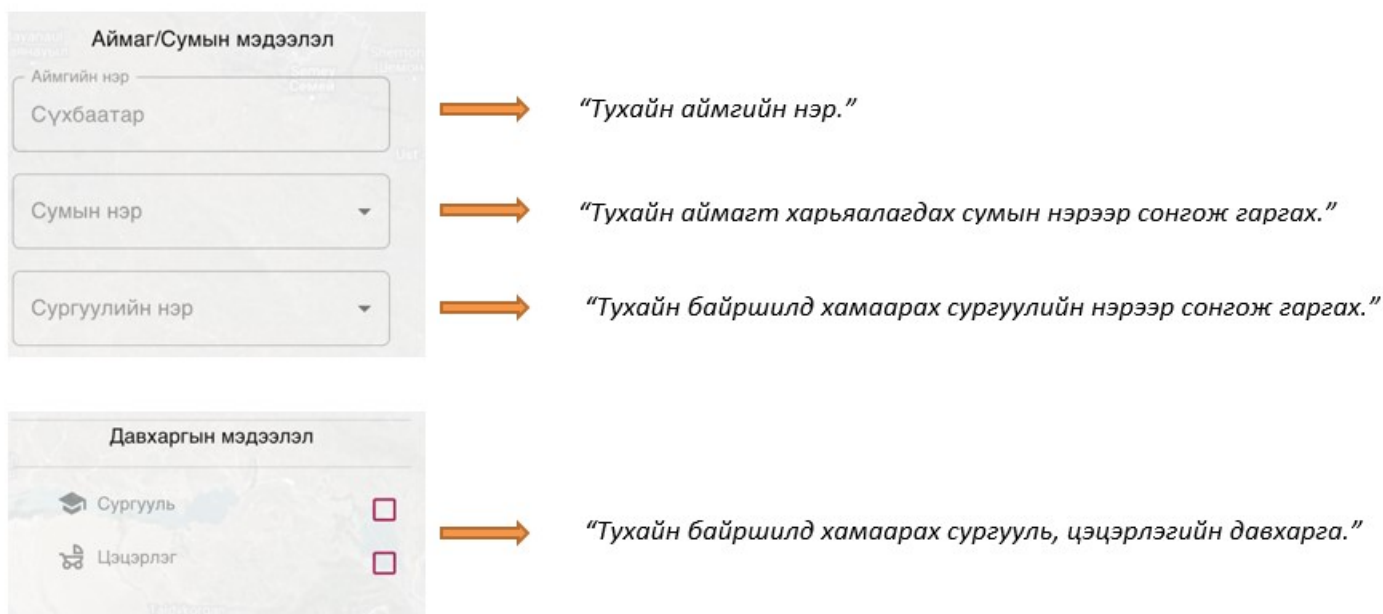 Аймаг/Сумын мэдээлэл
Аймгийн нэр
Сүхбаатар
“Тухайн аймгийн нэр.”
Сумын нэр
“Тухайн аймагт харьяалагдах сумын нэрээр сонгож гаргах.”
Сургуулийн нэр
“Тухайн байршилд хамаарах сургуулийн нэрээр сонгож гаргах.”
Давхаргын мэдээлэл
Сургууль
Цэцэрлэг
“Тухайн байршилд хамаарах сургууль, цэцэрлэгийн давхарга.”